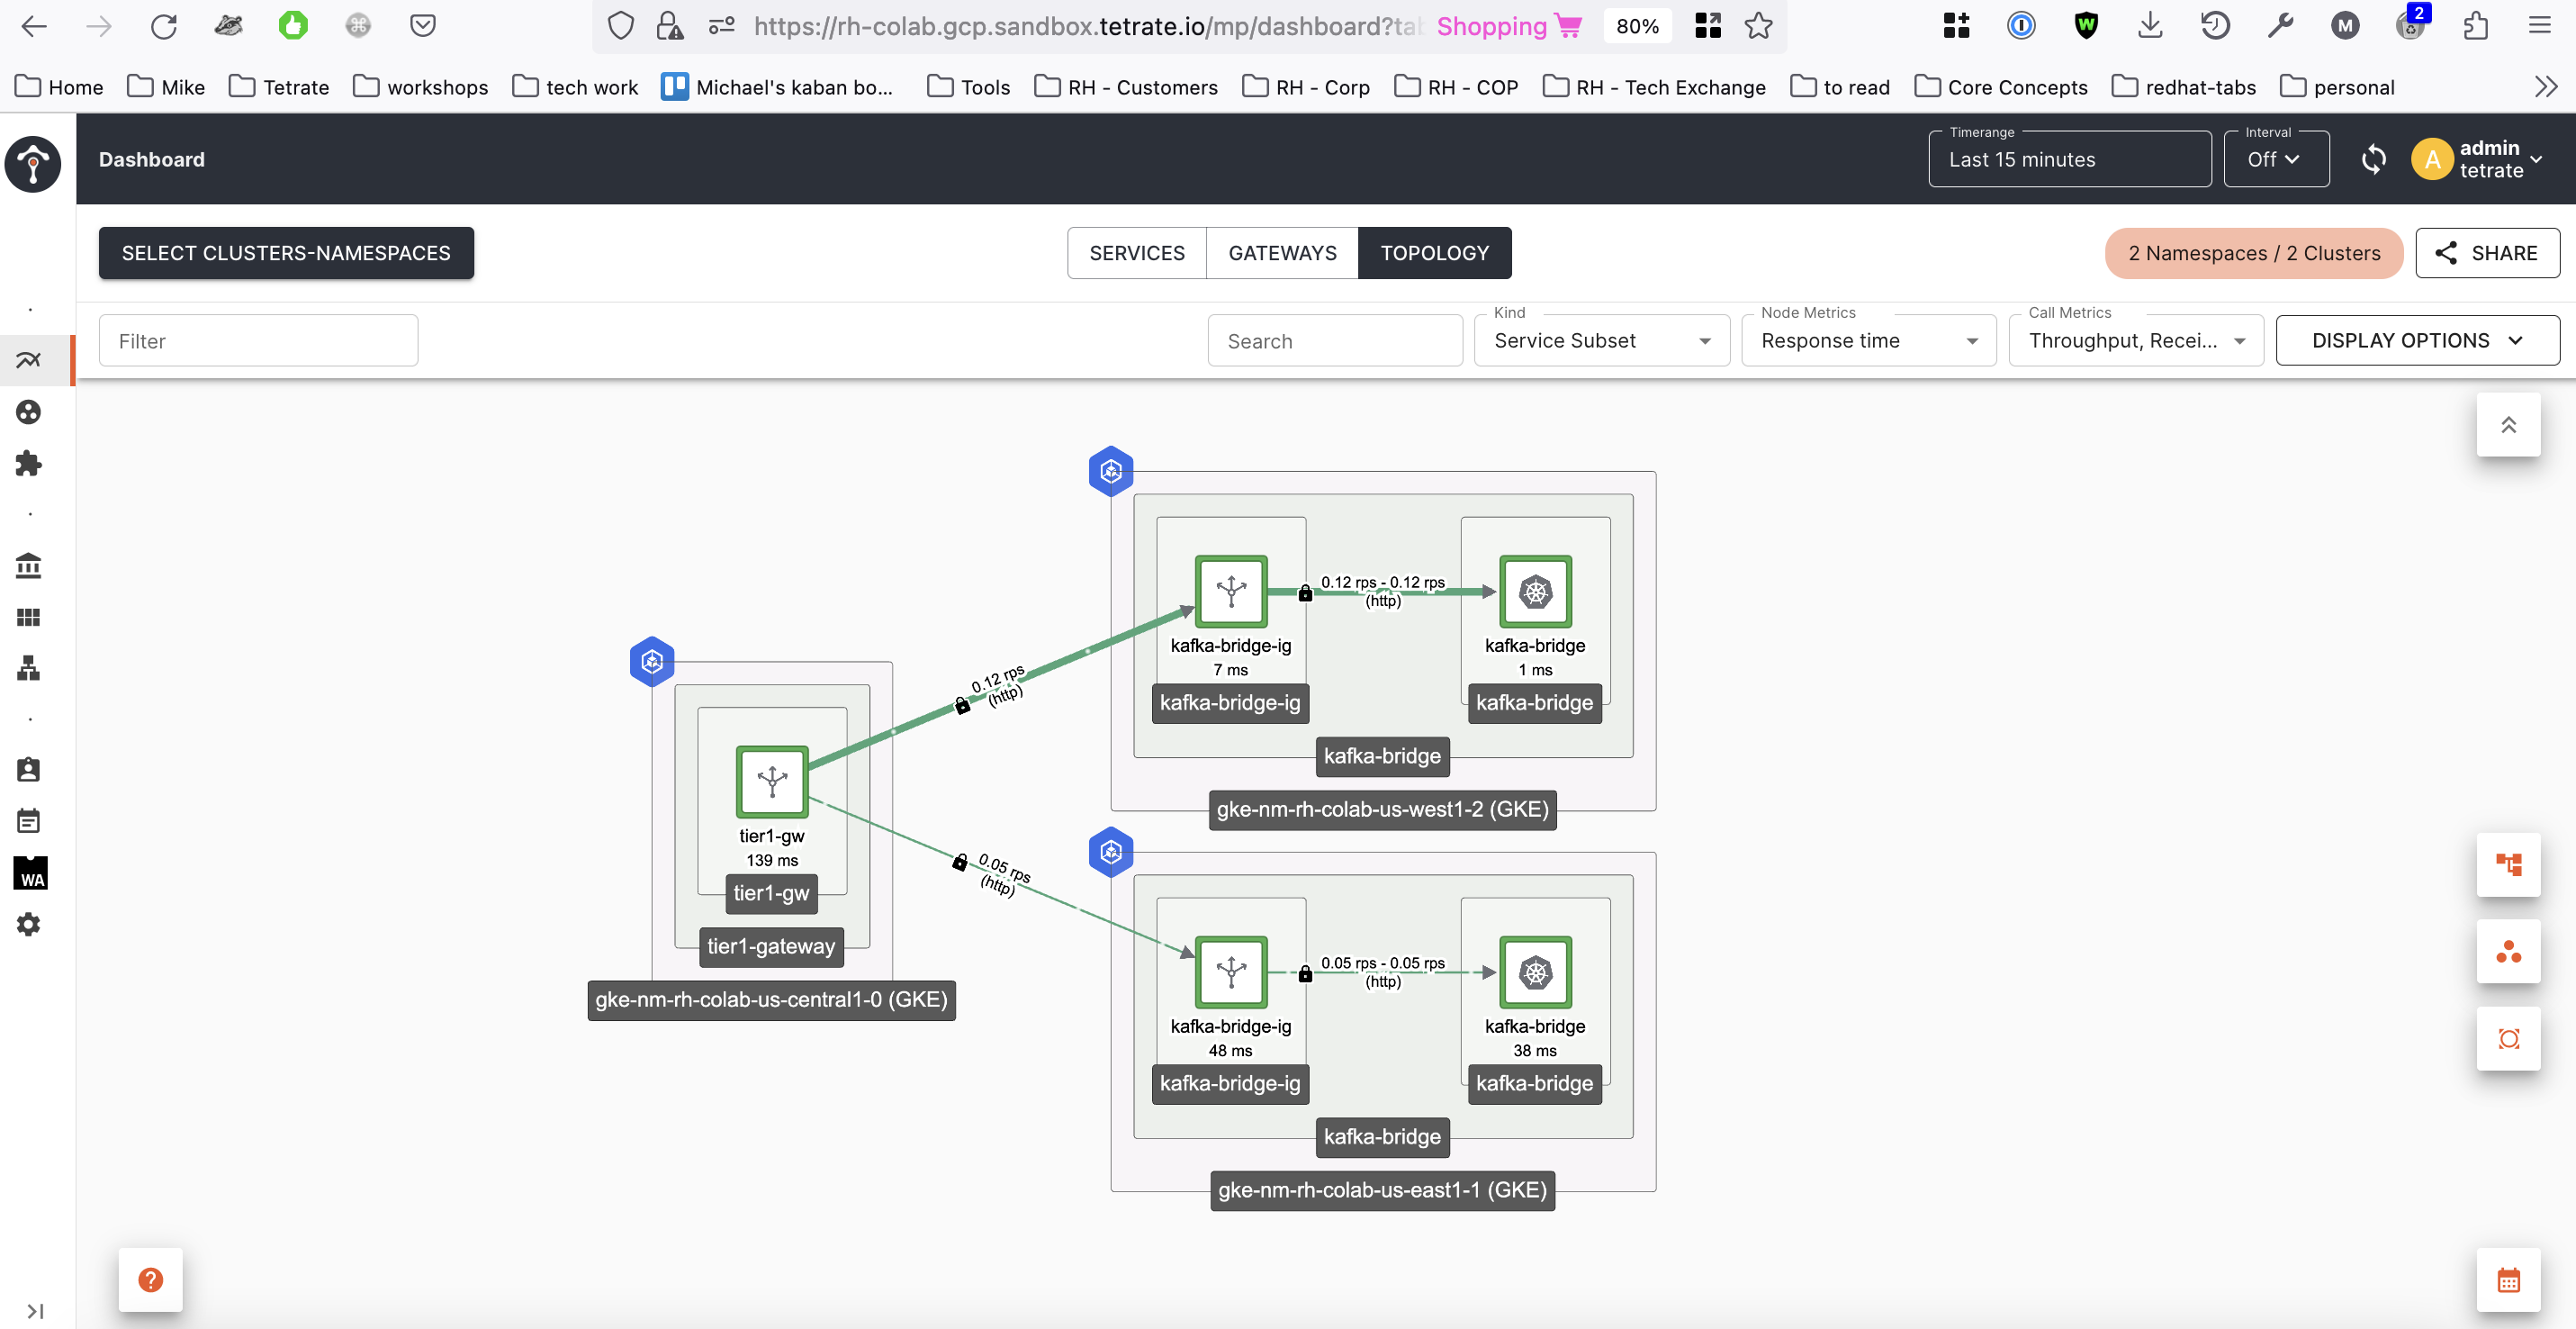 https://rh-colab.gcp.sandbox.tetrate.io/mp/dashboard?tab
Shopping
80%
W
M
2
Home
Mike
Tetrate
workshops
tech work
Michael's kaban bo...
Tools
RH - Customers
RH - Corp
RH - COP
RH - Tech Exchange
to read
Core Concepts
redhat-tabs
personal
Dashboard
Timerange
Last 15 minutes
Interval
Off
A
admin
tetrate
SELECT CLUSTERS-NAMESPACES
SERVICES
GATEWAYS
TOPOLOGY
2 Namespaces / 2 Clusters
SHARE
Filter
Search
Kind
Service Subset
Node Metrics
Response time
Call Metrics
Throughput, Recei...
DISPLAY OPTIONS
0.12 rps - 0.12 rps
(http)
kafka-bridge-ig
7 ms
kafka-bridge-ig
kafka-bridge
1 ms
kafka-bridge
kafka-bridge
gke-nm-rh-colab-us-west1-2 (GKE)
0.12 rps
(http)
tier1-gw
139 ms
tier1-gw
tier1-gateway
gke-nm-rh-colab-us-central1-0 (GKE)
0.05 rps
(http)
0.05 rps - 0.05 rps
(http)
kafka-bridge-ig
48 ms
kafka-bridge-ig
kafka-bridge
38 ms
kafka-bridge
kafka-bridge
gke-nm-rh-colab-us-east1-1 (GKE)
WA
?